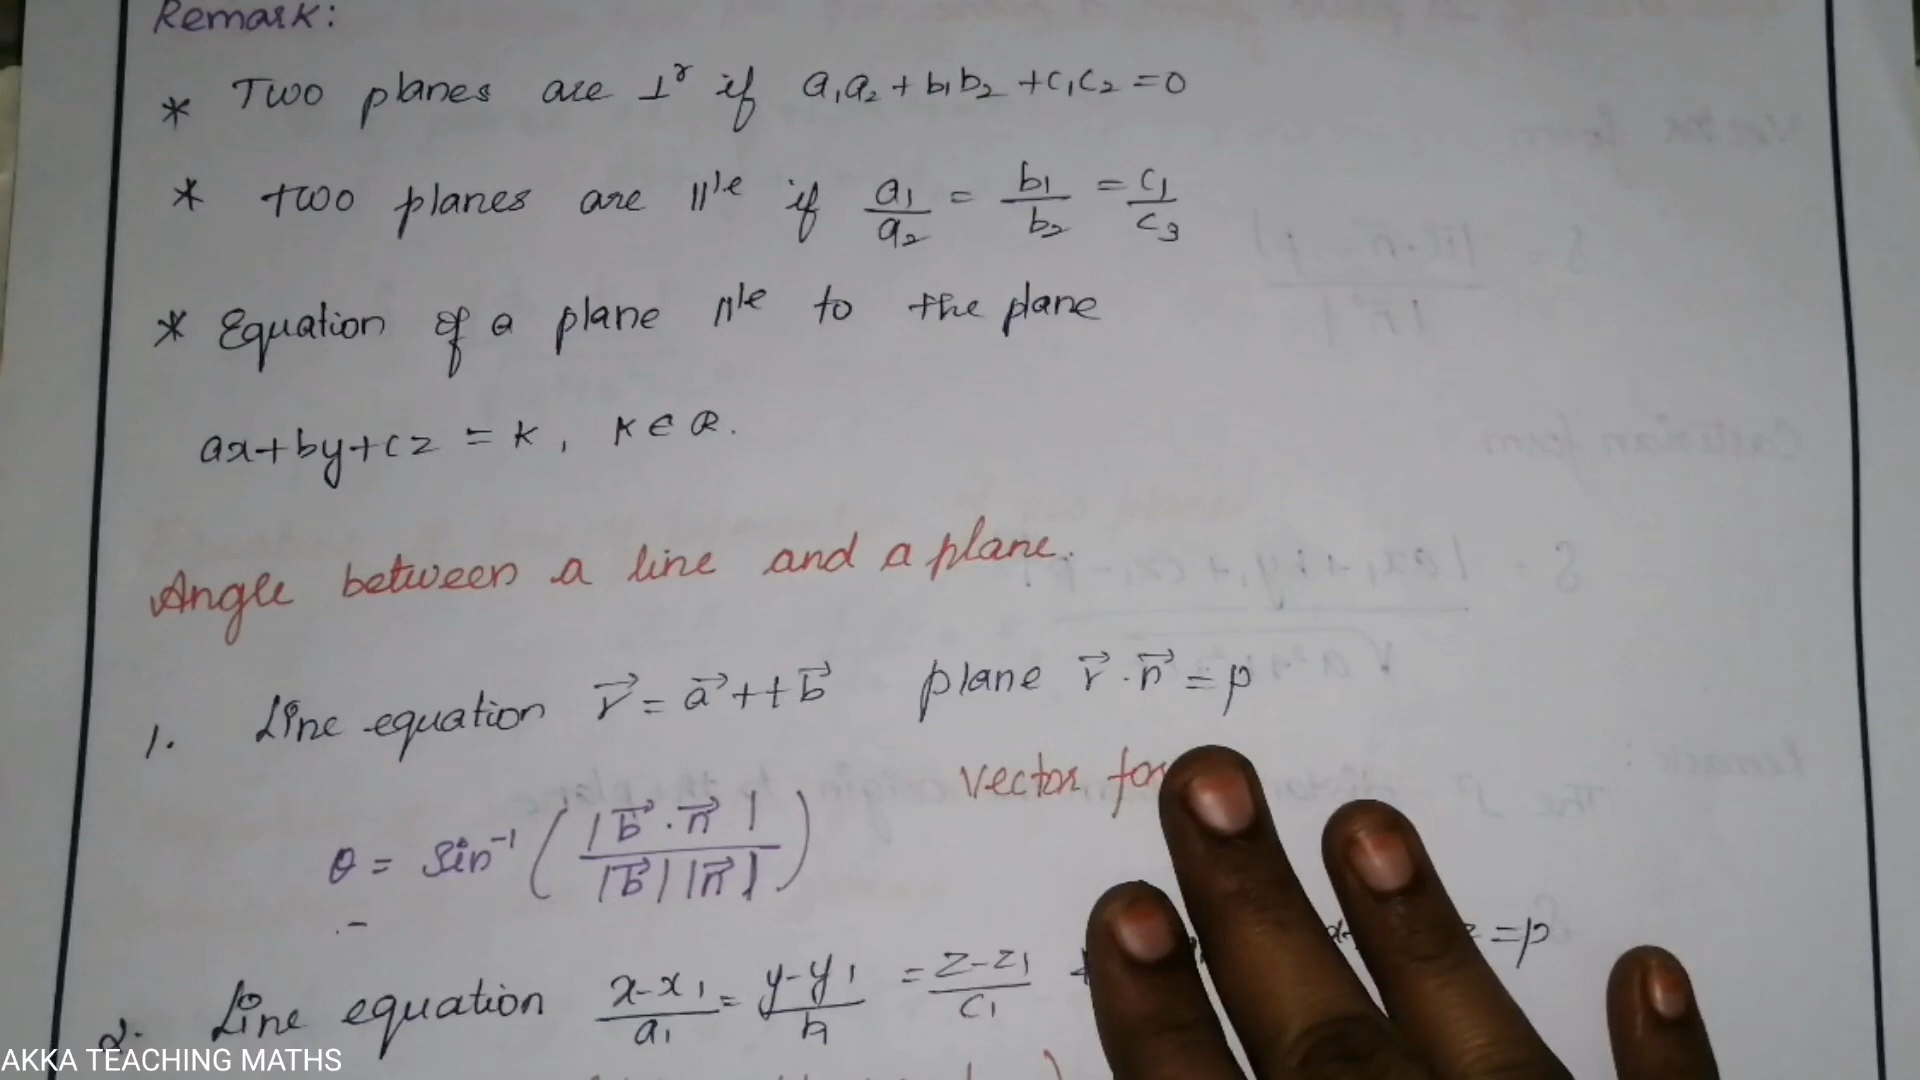 Remark:
* Two planes are ⊥r if a₁a₂ + b₁b₂ + c₁c₂ = 0
* two planes are ||le if a₁/a₂ = b₁/b₂ = c₁/c₃
* Equation of a plane ||le to the plane
ax+by+cz = k, k∈R.
Angle between a line and a plane.
1. Line equation r⃗ = a⃗ + t b⃗ plane r⃗ · n⃗ = p
Vector
θ = sin⁻¹ ( |b⃗ · n⃗| / |b⃗| |n⃗| )
2. Line equation x-x₁/a₁ = y-y₁/b₁ = z-z₁/c₁ =p
AKKA TEACHING MATHS